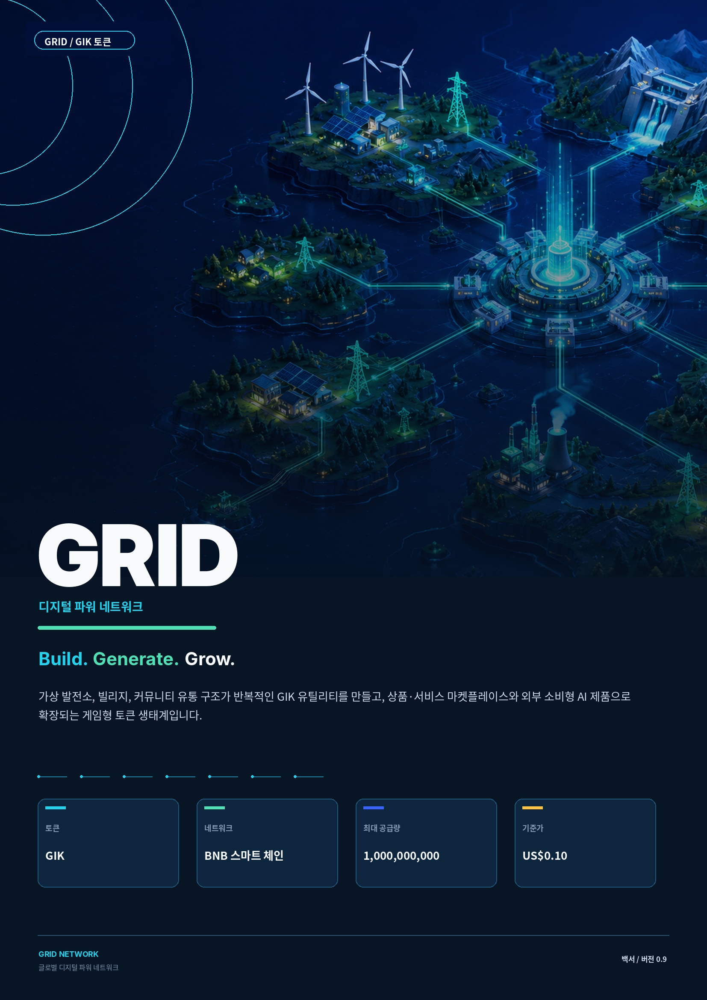 GRID / GIK 토큰
GRID
디지털 파워 네트워크
Build. Generate. Grow.
가상 발전소, 빌리지, 커뮤니티 유통 구조가 반복적인 GIK 유틸리티를 만들고, 상품·서비스 마켓플레이스와 외부 소비형 AI 제품으로
확장되는 게임형 토큰 생태계입니다.
토큰
GIK
네트워크
BNB 스마트 체인
최대 공급량
1,000,000,000
기준가
US$0.10
GRID NETWORK
글로벌 디지털 파워 네트워크
백서 / 버전 0.9